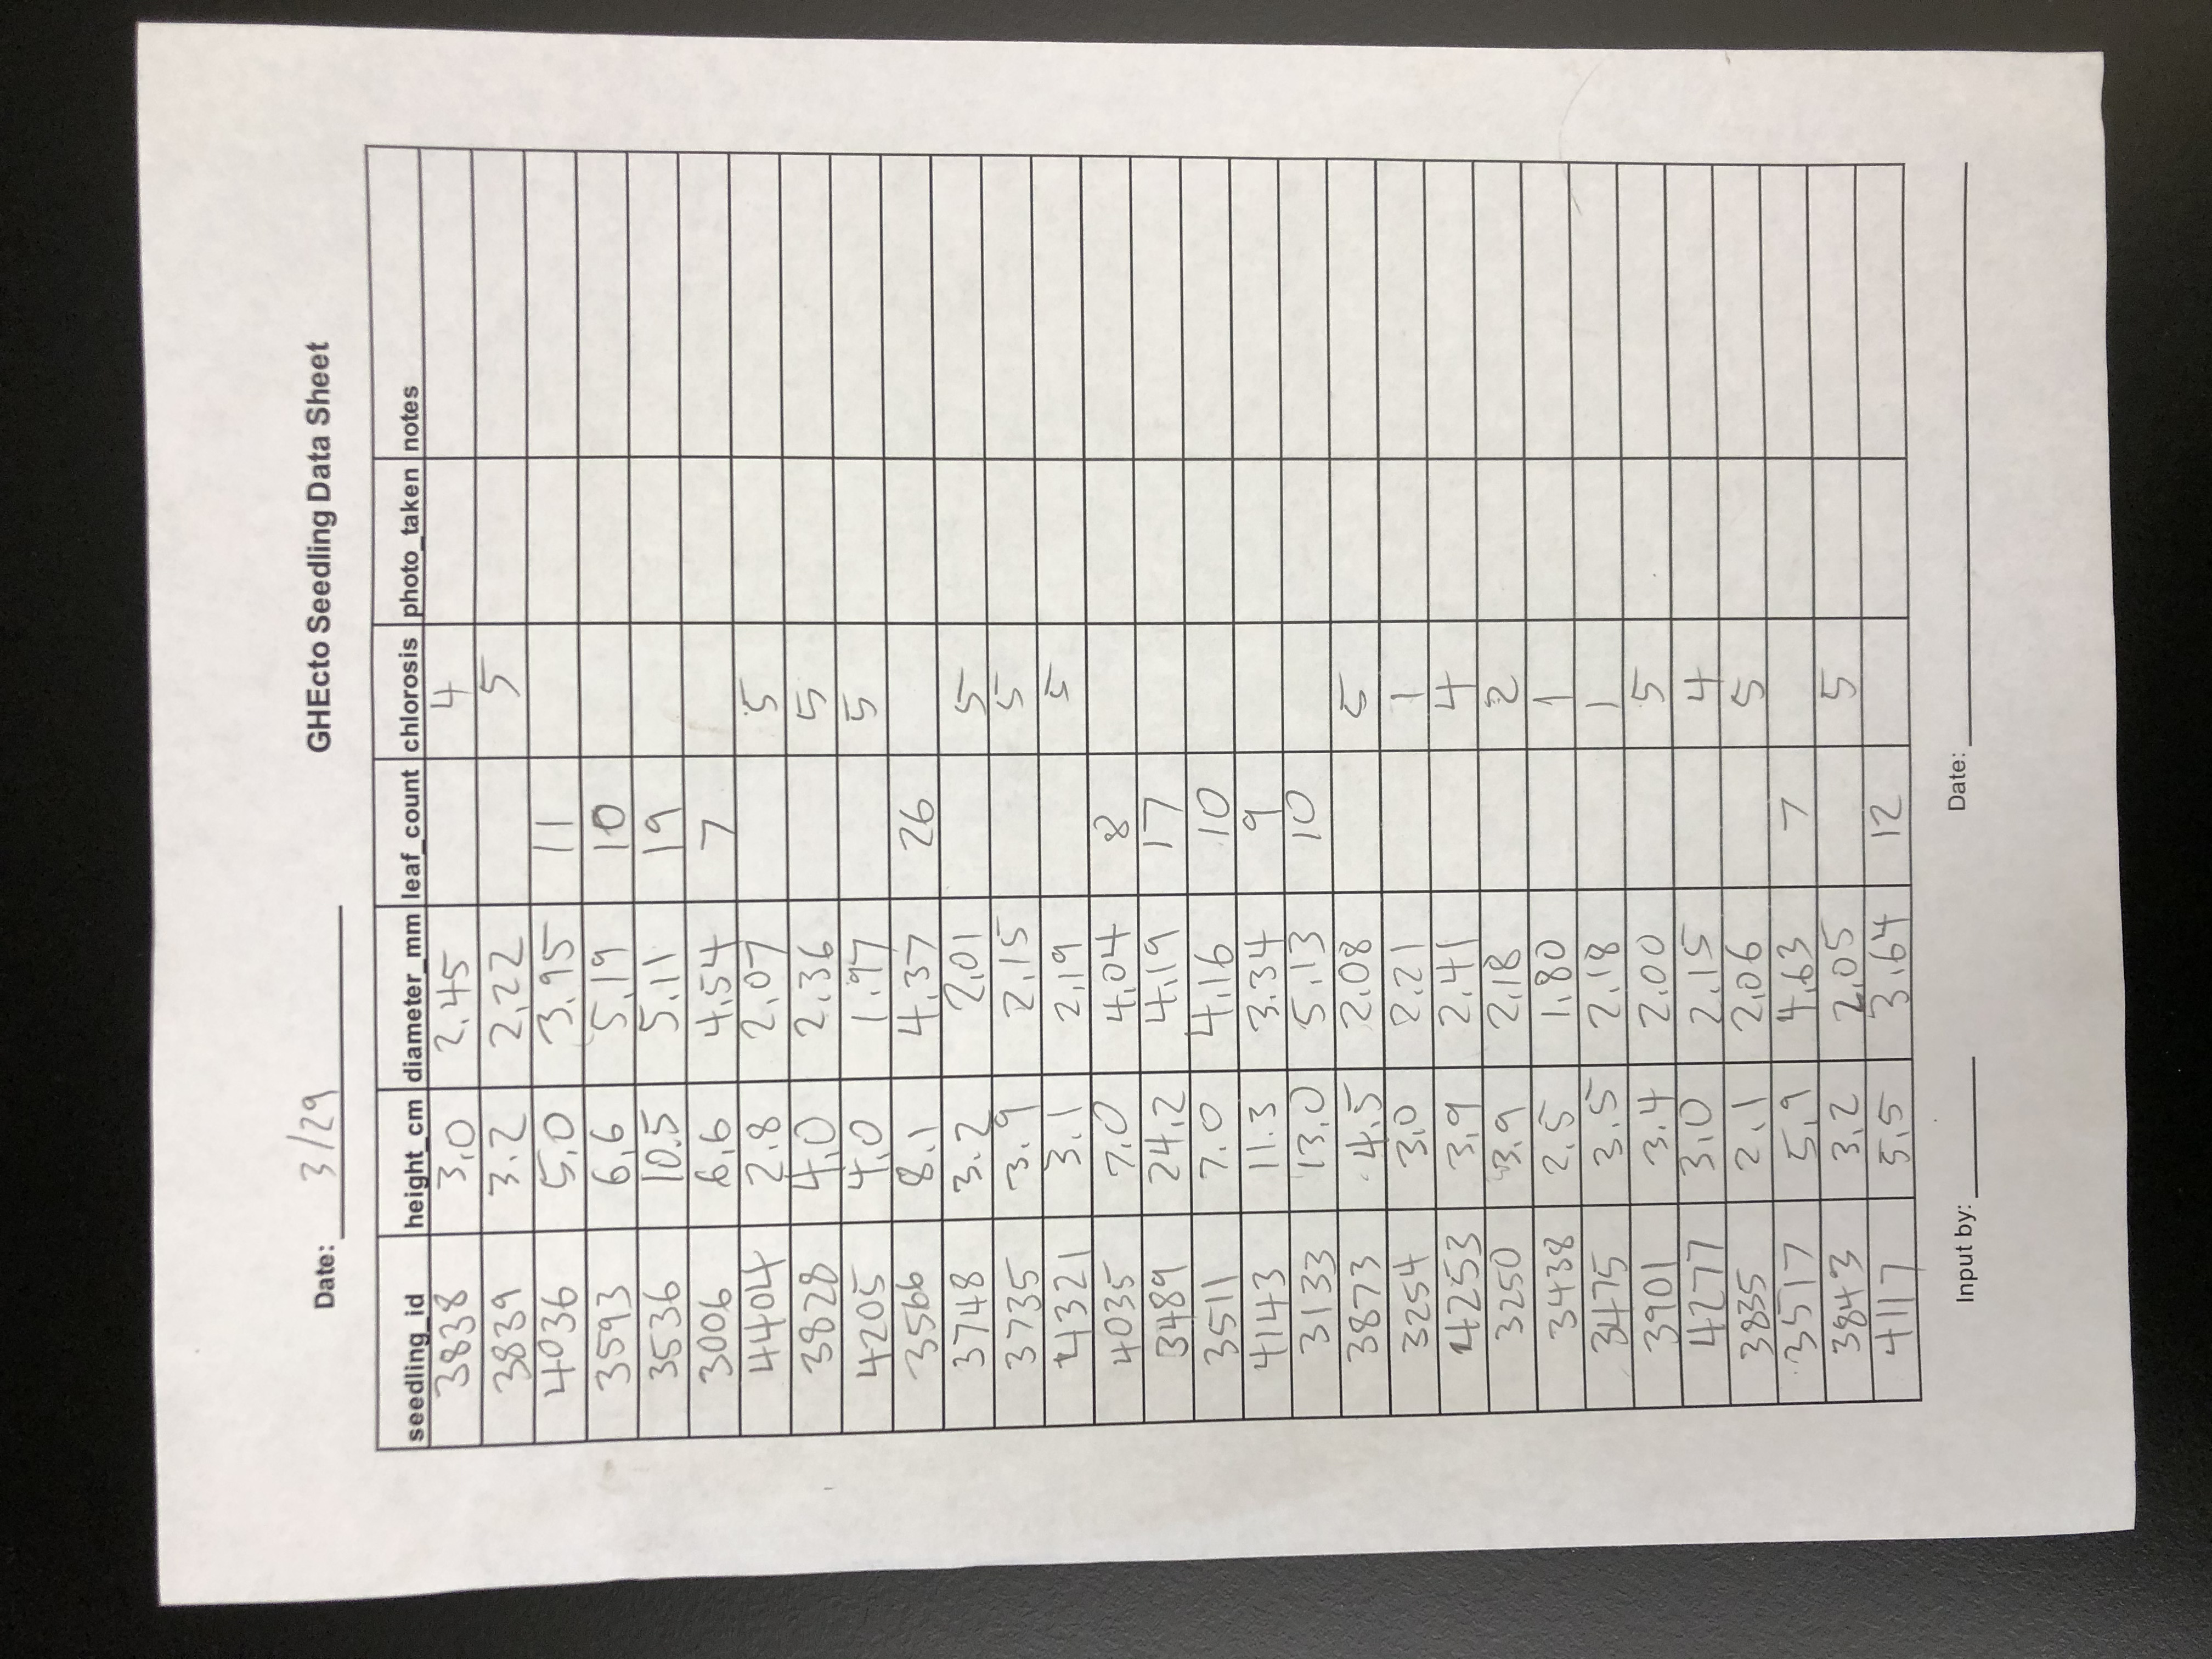 Date: 3/29 GHEcto Seedling Data Sheet
seedling_id height_cm diameter_mm leaf_count chlorosis photo_taken notes
3838 3.0 2.45 4
3839 3.2 2.22 5
4036 5.0 3.95 11
3593 6.6 5.19 10
3536 10.5 5.11 19
3006 6.6 4.54 7
4404 2.8 2.07 5
3828 4.0 2.36 5
4205 4.0 1.97 5
3566 8.1 4.37 26
3748 3.2 2.01 5
3735 3.9 2.15 5
4321 3.1 2.19 5
4035 7.0 4.04 8
3489 24.2 4.19 17
3511 7.0 4.16 10
4143 11.3 3.34 9
3133 13.0 5.13 10
3873 4.5 2.08 5
3254 3.0 2.21 1
4253 3.9 2.41 4
3250 3.9 2.18 2
3438 2.5 1.80 1
3475 3.5 2.18 1
3901 3.4 2.00 5
4277 3.0 2.15 4
3835 2.1 2.06 5
3517 5.9 4.63 7
3843 3.2 2.05 5
4117 5.5 3.64 12
Input by: Date: